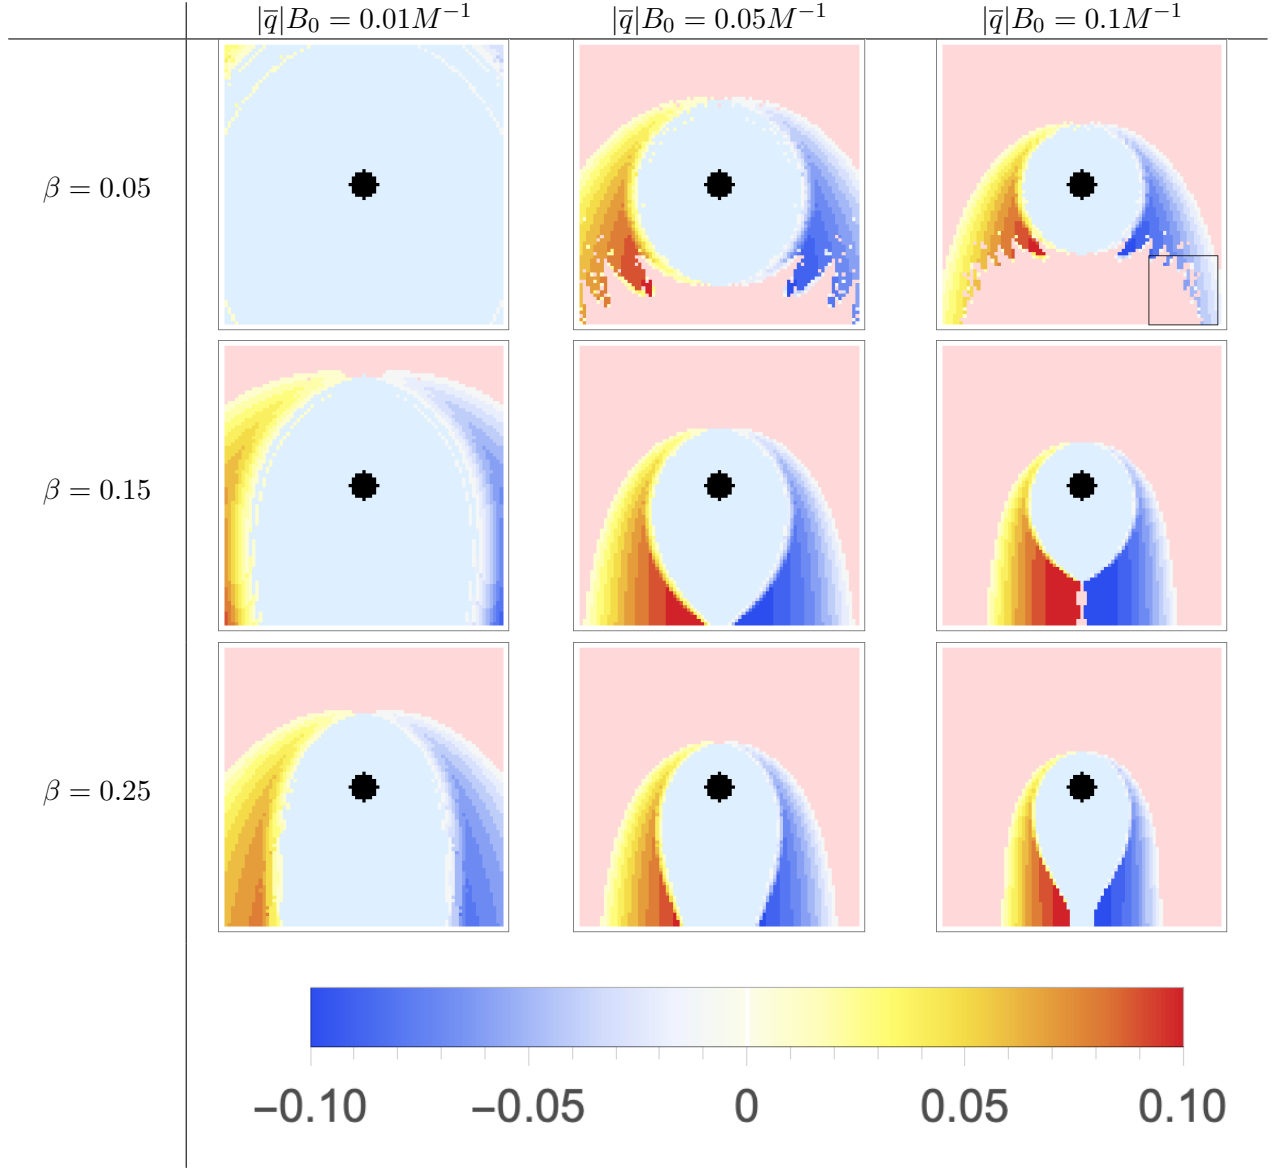 |q̅|B₀ = 0.01M⁻¹ |q̅|B₀ = 0.05M⁻¹ |q̅|B₀ = 0.1M⁻¹
β = 0.05
β = 0.15
β = 0.25
−0.10 −0.05 0 0.05 0.10